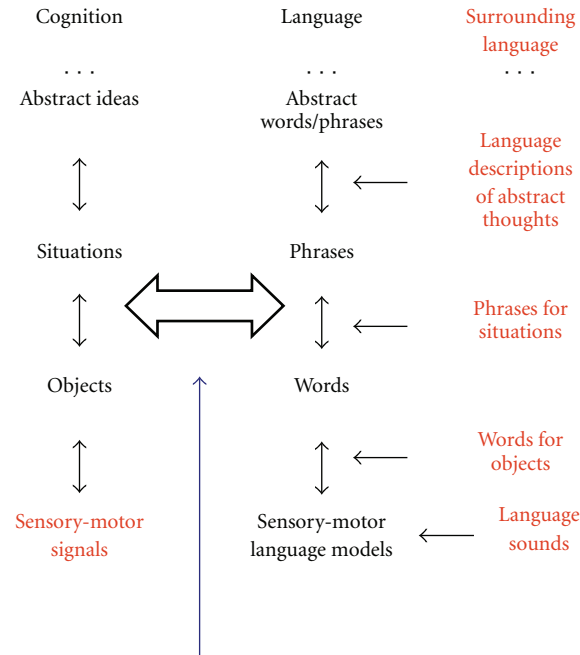 Cognition
Language
Surrounding
language
. . .
. . .
. . .
Abstract ideas
Abstract
words/phrases
Language
descriptions
of abstract
thoughts
Situations
Phrases
Phrases for
situations
Objects
Words
Words for
objects
Sensory-motor
signals
Sensory-motor
language models
Language
sounds